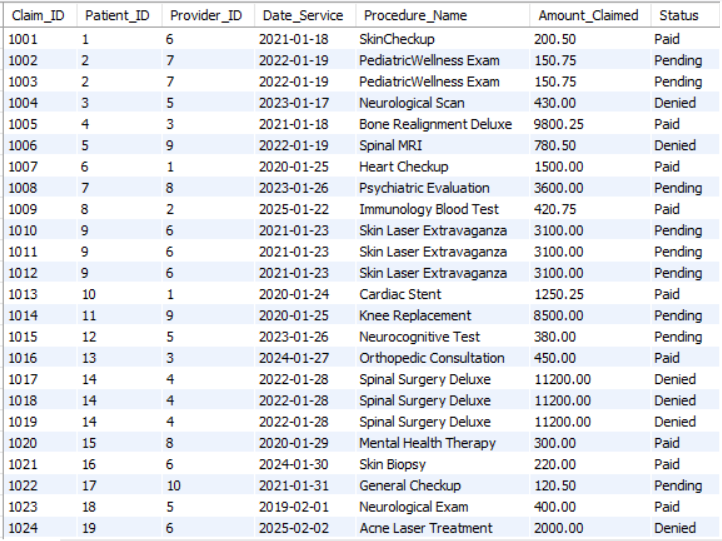 Claim_ID Patient_ID Provider_ID Date_Service Procedure_Name Amount_Claimed Status
1001 1 6 2021-01-18 SkinCheckup 200.50 Paid
1002 2 7 2022-01-19 PediatricWellness Exam 150.75 Pending
1003 2 7 2022-01-19 PediatricWellness Exam 150.75 Pending
1004 3 5 2023-01-17 Neurological Scan 430.00 Denied
1005 4 3 2021-01-18 Bone Realignment Deluxe 9800.25 Paid
1006 5 9 2022-01-19 Spinal MRI 780.50 Denied
1007 6 1 2020-01-25 Heart Checkup 1500.00 Paid
1008 7 8 2023-01-26 Psychiatric Evaluation 3600.00 Pending
1009 8 2 2025-01-22 Immunology Blood Test 420.75 Paid
1010 9 6 2021-01-23 Skin Laser Extravaganza 3100.00 Pending
1011 9 6 2021-01-23 Skin Laser Extravaganza 3100.00 Pending
1012 9 6 2021-01-23 Skin Laser Extravaganza 3100.00 Pending
1013 10 1 2020-01-24 Cardiac Stent 1250.25 Paid
1014 11 9 2020-01-25 Knee Replacement 8500.00 Pending
1015 12 5 2023-01-26 Neurocognitive Test 380.00 Pending
1016 13 3 2024-01-27 Orthopedic Consultation 450.00 Paid
1017 14 4 2022-01-28 Spinal Surgery Deluxe 11200.00 Denied
1018 14 4 2022-01-28 Spinal Surgery Deluxe 11200.00 Denied
1019 14 4 2022-01-28 Spinal Surgery Deluxe 11200.00 Denied
1020 15 8 2020-01-29 Mental Health Therapy 300.00 Paid
1021 16 6 2024-01-30 Skin Biopsy 220.00 Paid
1022 17 10 2021-01-31 General Checkup 120.50 Pending
1023 18 5 2019-02-01 Neurological Exam 400.00 Paid
1024 19 6 2025-02-02 Acne Laser Treatment 2000.00 Denied